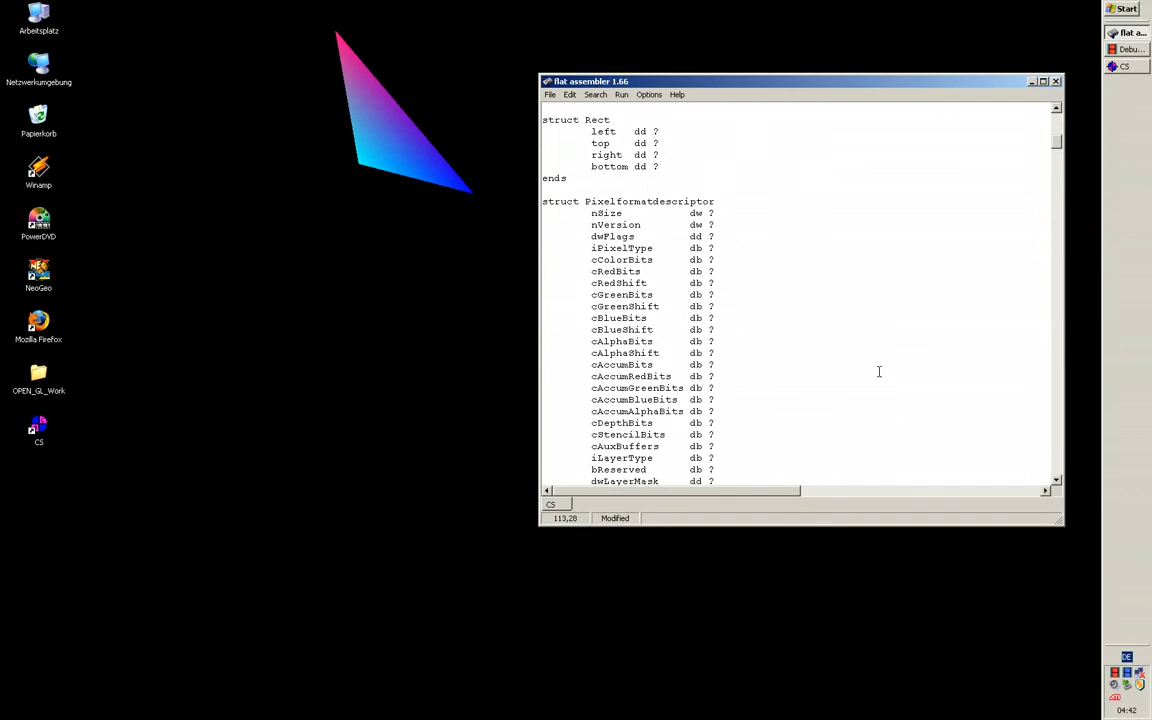 Arbeitsplatz
Netzwerkumgebung
Papierkorb
Winamp
PowerDVD
NeoGeo
Mozilla Firefox
OPEN_GL_Work
CS
flat assembler 1.66
File Edit Search Run Options Help
struct Rect
left dd ?
top dd ?
right dd ?
bottom dd ?
ends
struct Pixelformatdescriptor
nSize dw ?
nVersion dw ?
dwFlags dd ?
iPixelType db ?
cColorBits db ?
cRedBits db ?
cRedShift db ?
cGreenBits db ?
cGreenShift db ?
cBlueBits db ?
cBlueShift db ?
cAlphaBits db ?
cAlphaShift db ?
cAccumBits db ?
cAccumRedBits db ?
cAccumGreenBits db ?
cAccumBlueBits db ?
cAccumAlphaBits db ?
cDepthBits db ?
cStencilBits db ?
cAuxBuffers db ?
iLayerType db ?
bReserved db ?
dwLayerMask dd ?
CS
113,28 Modified
Start
flat a...
Debu...
CS
DE
04:42